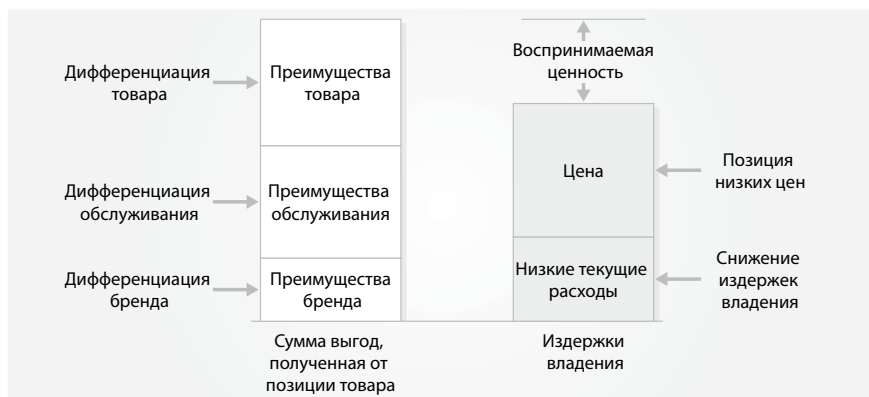 Дифференциация
товара
Преимущества
товара
Дифференциация
обслуживания
Преимущества
обслуживания
Дифференциация
бренда
Преимущества
бренда
Сумма выгод,
полученная от
позиции товара
Воспринимаемая
ценность
Цена
Позиция
низких цен
Низкие текущие
расходы
Снижение
издержек
владения
Издержки
владения